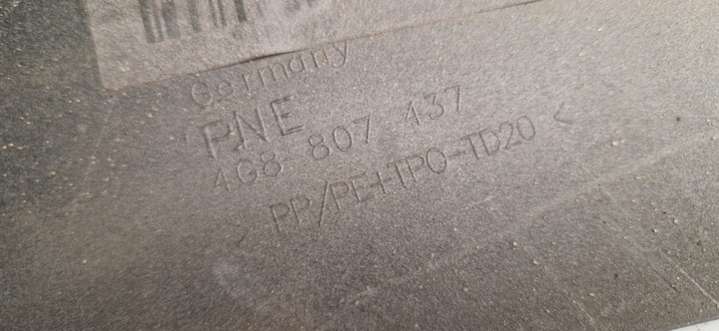 Germany
PNE
4G8 807 437
> PP/PE+TPO-TD20 <